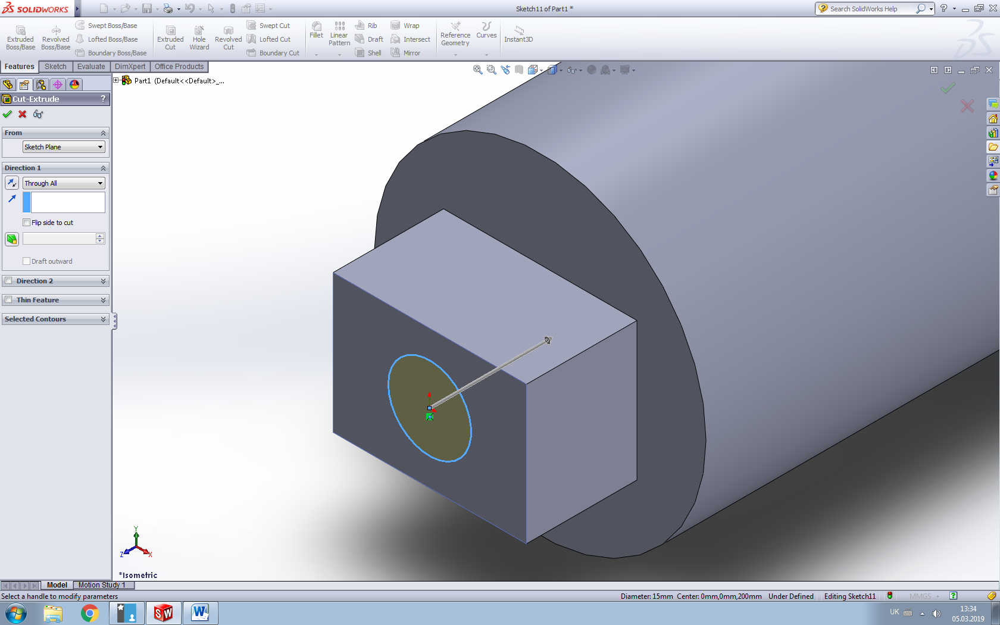 SOLIDWORKS
Sketch11 of Part1 *
Search SolidWorks Help
Extruded Boss/Base
Revolved Boss/Base
Swept Boss/Base
Lofted Boss/Base
Boundary Boss/Base
Extruded Cut
Hole Wizard
Revolved Cut
Swept Cut
Lofted Cut
Boundary Cut
Fillet
Linear Pattern
Rib
Draft
Shell
Wrap
Intersect
Mirror
Reference Geometry
Curves
Instant3D
Features
Sketch
Evaluate
DimXpert
Office Products
Part1 (Default<<Default>_...
Cut-Extrude
?
From
Sketch Plane
Direction 1
Through All
Flip side to cut
Draft outward
Direction 2
Thin Feature
Selected Contours
Y
Z
X
*Isometric
Model
Motion Study 1
Select a handle to modify parameters
Diameter: 15mm Center: 0mm,0mm,200mm
Under Defined
Editing Sketch11
MMGS
?
UK
13:34
05.03.2019